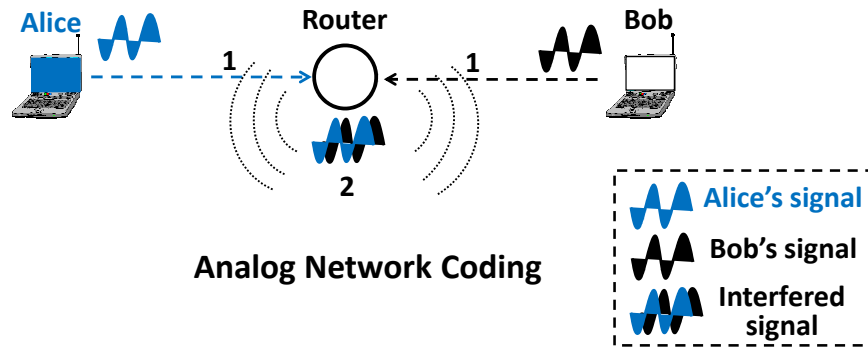 Alice
Router
Bob
1
1
2
Analog Network Coding
Alice's signal
Bob's signal
Interfered
signal